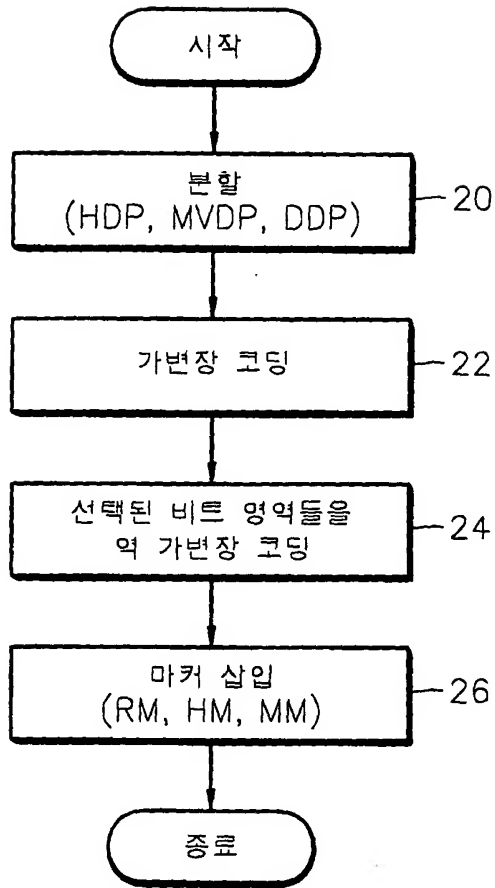 시작
분할
(HDP, MVDP, DDP)
20
가변장 코딩
22
선택된 비트 영역들을
역 가변장 코딩
24
마커 삽입
(RM, HM, MM)
26
종료